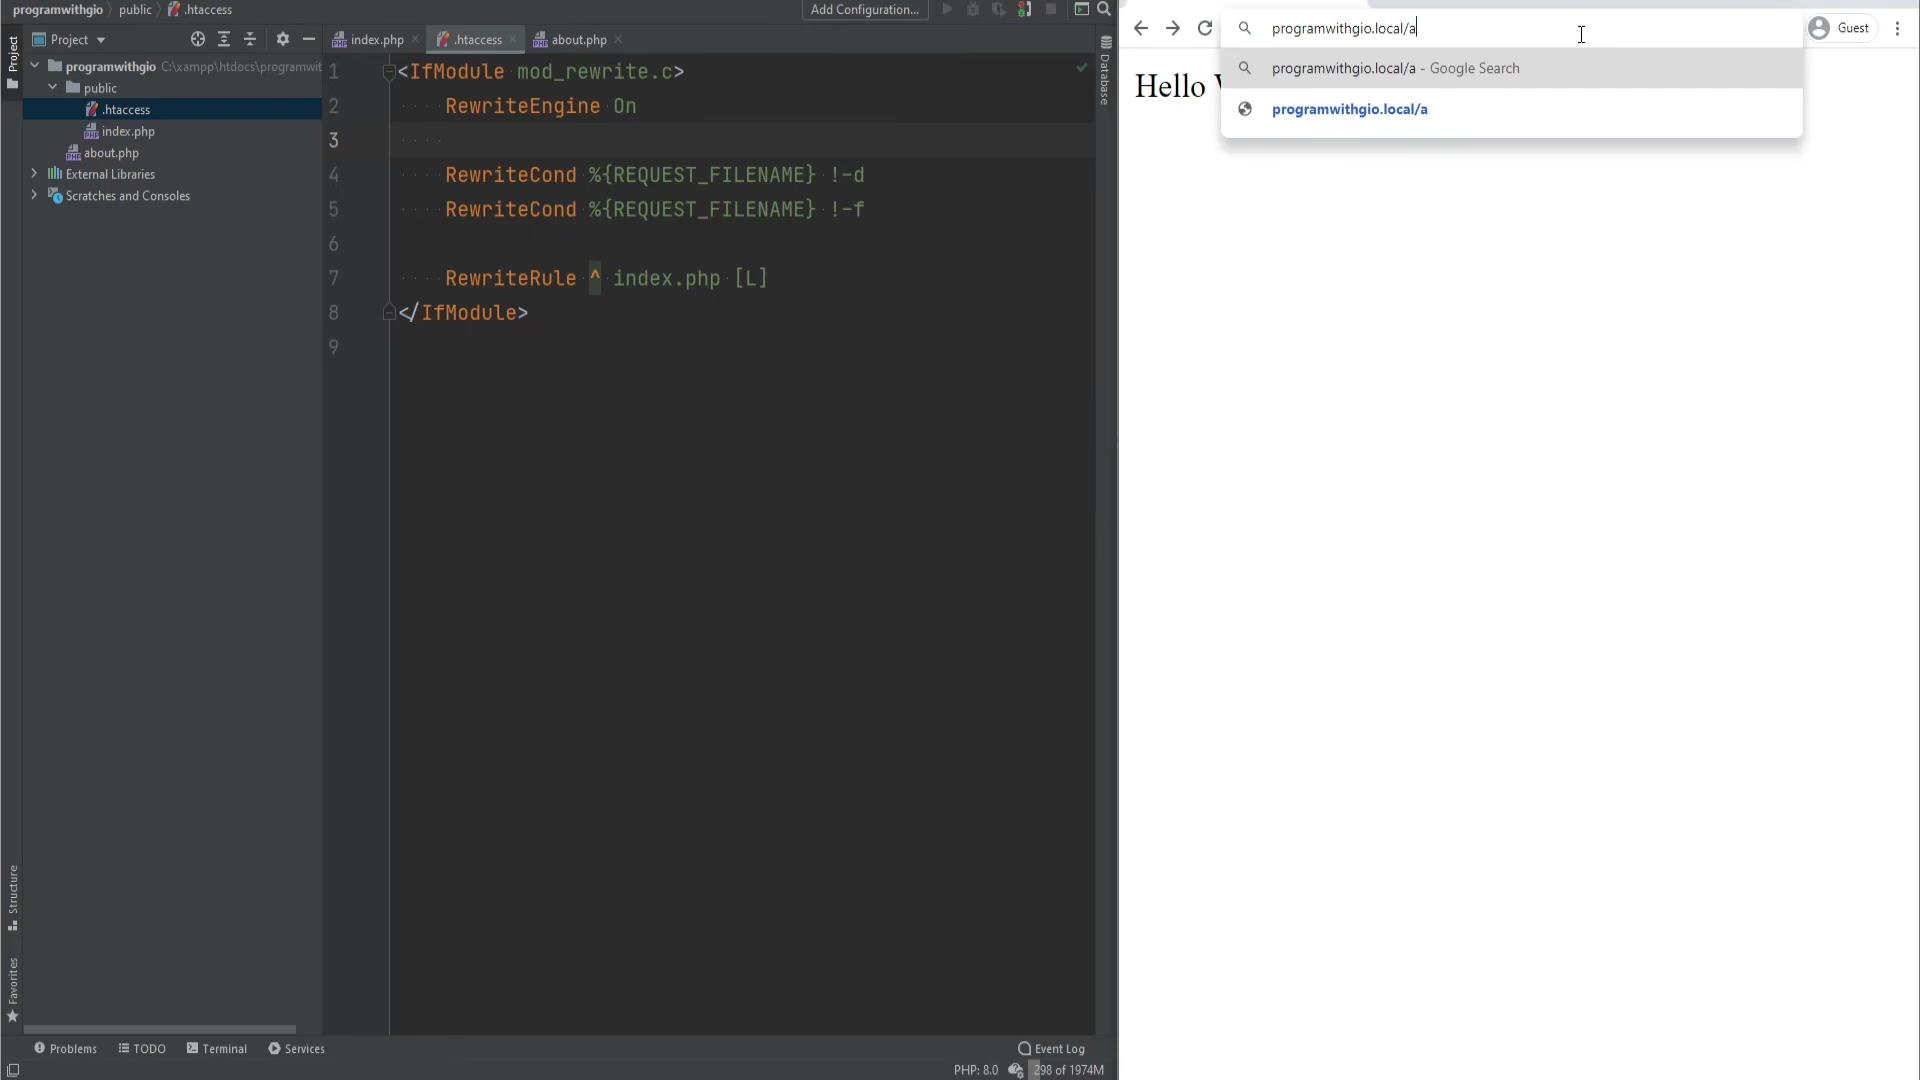 programwithgio
public
.htaccess
Add Configuration...
Project
Project
index.php
.htaccess
about.php
programwithgio C:\xampp\htdocs\programwit
public
.htaccess
index.php
about.php
External Libraries
Scratches and Consoles
1 <IfModule mod_rewrite.c>
2 RewriteEngine On
3
4 RewriteCond %{REQUEST_FILENAME} !-d
5 RewriteCond %{REQUEST_FILENAME} !-f
6
7 RewriteRule ^ index.php [L]
8 </IfModule>
9
Database
Structure
Favorites
Problems
TODO
Terminal
Services
Event Log
PHP: 8.0
298 of 1974M
programwithgio.local/a
Guest
programwithgio.local/a - Google Search
programwithgio.local/a
Hello